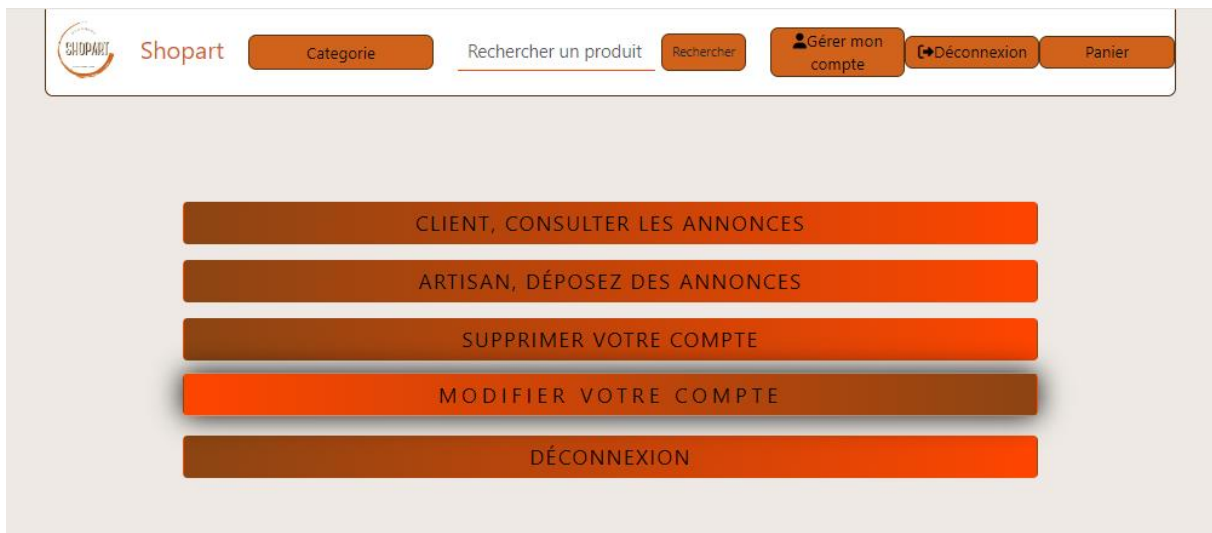 SHOPART
Shopart
Categorie
Rechercher un produit
Rechercher
Gérer mon
compte
Déconnexion
Panier
CLIENT, CONSULTER LES ANNONCES
ARTISAN, DÉPOSEZ DES ANNONCES
SUPPRIMER VOTRE COMPTE
MODIFIER VOTRE COMPTE
DÉCONNEXION